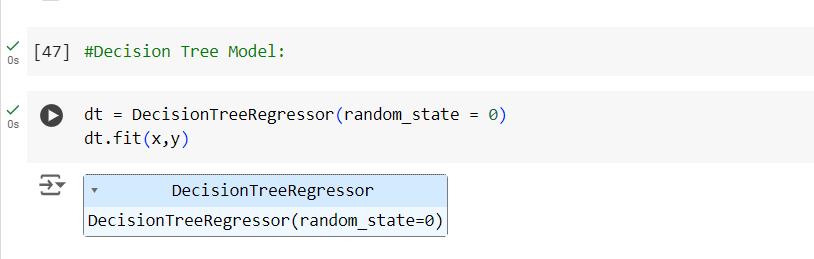 [47] #Decision Tree Model:
0s
dt = DecisionTreeRegressor(random_state = 0)
0s
dt.fit(x,y)
DecisionTreeRegressor
DecisionTreeRegressor(random_state=0)